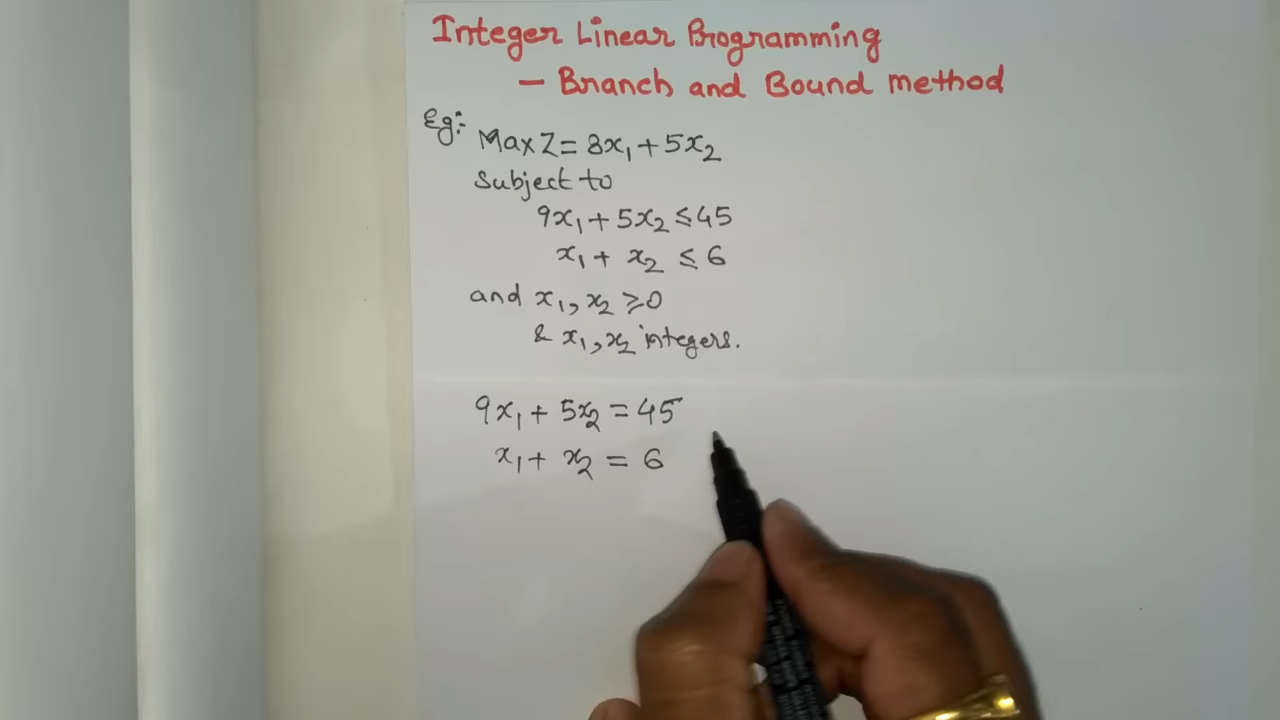 Integer Linear Programming
- Branch and Bound method
Eg:- Max Z = 8x₁ + 5x₂
Subject to
9x₁ + 5x₂ ≤ 45
x₁ + x₂ ≤ 6
and x₁, x₂ ≥ 0
& x₁, x₂ integers.
9x₁ + 5x₂ = 45
x₁ + x₂ = 6